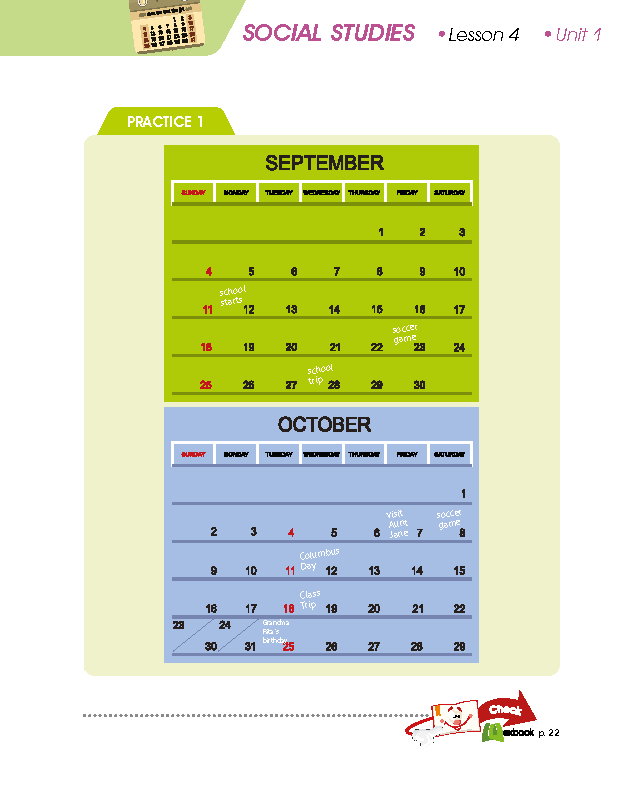 SOCIAL STUDIES • Lesson 4 • Unit 1
PRACTICE 1
SEPTEMBER
SUNDAY MONDAY TUESDAY WEDNESDAY THURSDAY FRIDAY SATURDAY
1 2 3
4 5 6 7 8 9 10
school
starts
11 12 13 14 15 16 17
soccer
game
18 19 20 21 22 23 24
school
trip
25 26 27 28 29 30
OCTOBER
SUNDAY MONDAY TUESDAY WEDNESDAY THURSDAY FRIDAY SATURDAY
1
visit
Aunt
Jane
soccer
game
2 3 4 5 6 7 8
Columbus
Day
9 10 11 12 13 14 15
Class
Trip
16 17 18 19 20 21 22
23 24
Grandma
Rita's
birthday
30 31 25 26 27 28 29
Check
p. 22